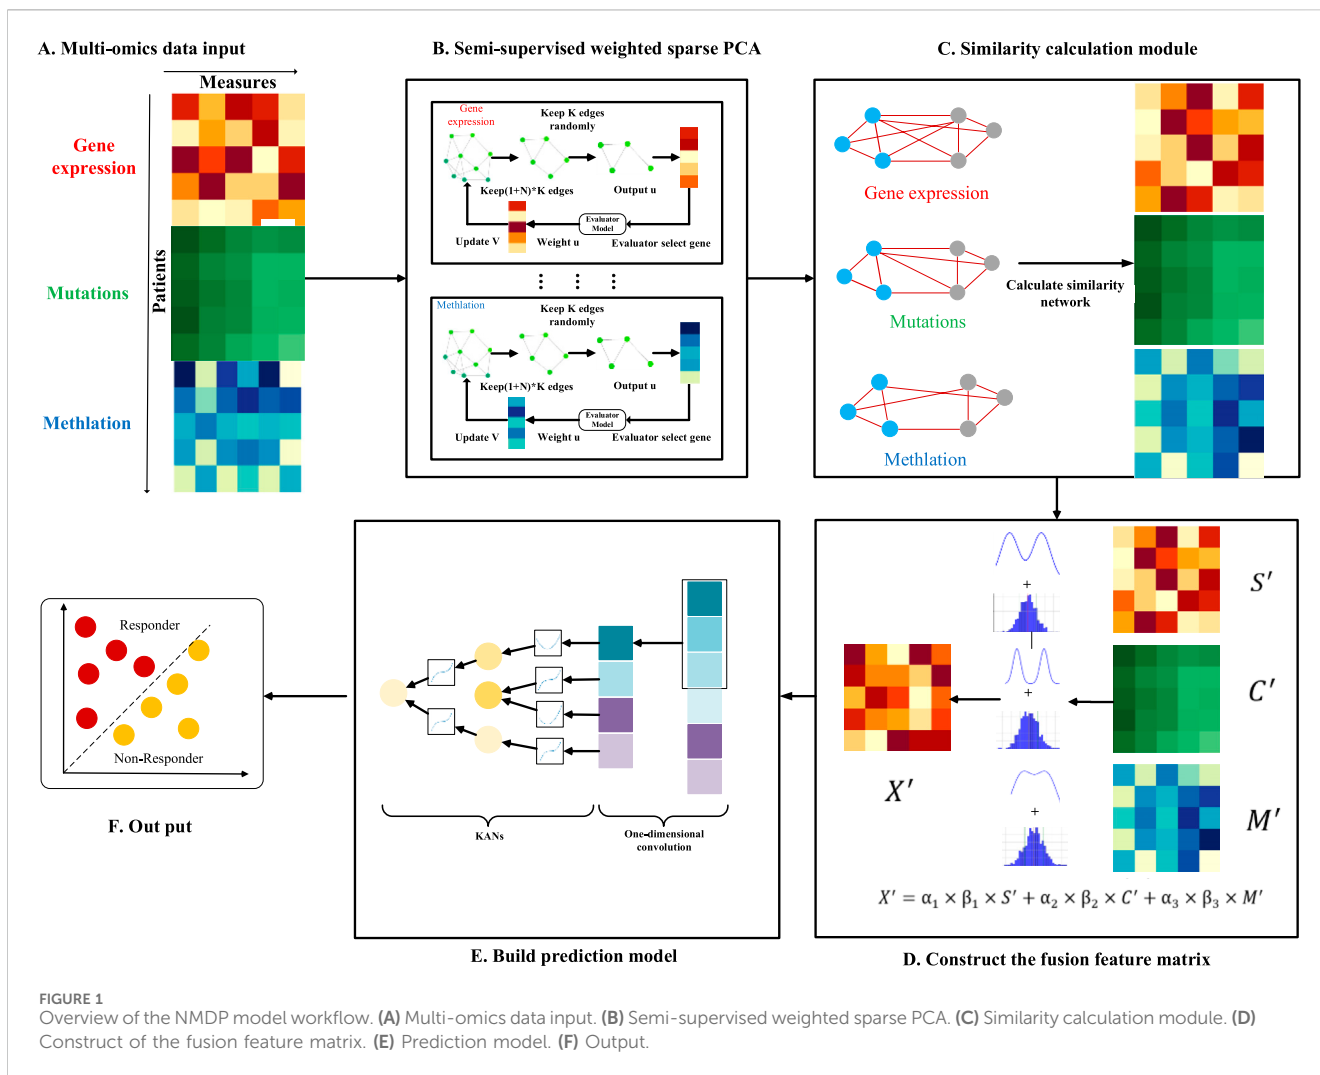 A. Multi-omics data input
Measures
Patients
Gene
expression
Mutations
Methlation
B. Semi-supervised weighted sparse PCA
Gene
expression
Keep K edges
randomly
Keep(1+N)*K edges
Output u
Update V
Weight u
Evaluator
Model
Evaluator select gene
Methlation
Keep K edges
randomly
Keep(1+N)*K edges
Output u
Update V
Weight u
Evaluator
Model
Evaluator select gene
C. Similarity calculation module
Gene expression
Mutations
Methlation
Calculate similarity
network
S′
C′
M′
X′
+
+
+
X′ = α₁ × β₁ × S′ + α₂ × β₂ × C′ + α₃ × β₃ × M′
D. Construct the fusion feature matrix
KANs
One-dimensional
convolution
E. Build prediction model
Responder
Non-Responder
F. Out put
FIGURE 1
Overview of the NMDP model workflow. (A) Multi-omics data input. (B) Semi-supervised weighted sparse PCA. (C) Similarity calculation module. (D)
Construct of the fusion feature matrix. (E) Prediction model. (F) Output.